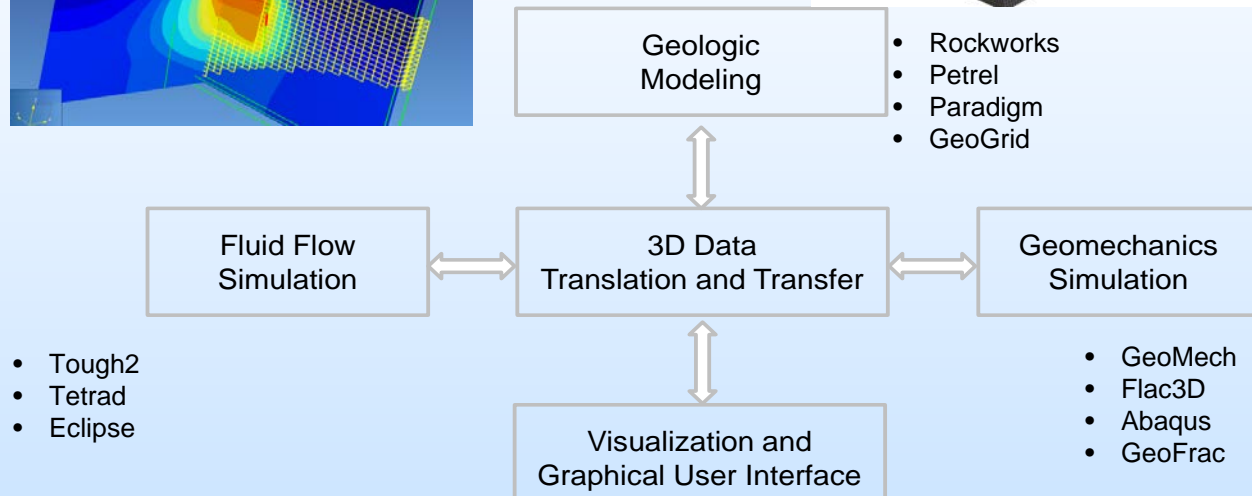 Geologic
Modeling
• Rockworks
• Petrel
• Paradigm
• GeoGrid
Fluid Flow
Simulation
3D Data
Translation and Transfer
Geomechanics
Simulation
• Tough2
• Tetrad
• Eclipse
• GeoMech
• Flac3D
• Abaqus
• GeoFrac
Visualization and
Graphical User Interface